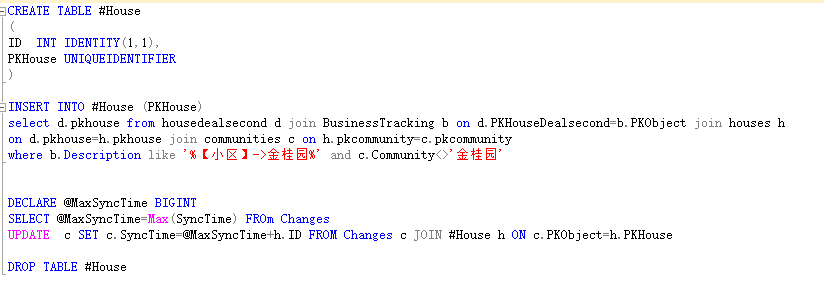 CREATE TABLE #House
(
ID  INT IDENTITY(1,1),
PKHouse UNIQUEIDENTIFIER
)
INSERT INTO #House (PKHouse)
select d.pkhouse from housedealsecond d join BusinessTracking b on d.PKHouseDealsecond=b.PKObject join houses h
on d.pkhouse=h.pkhouse join communities c on h.pkcommunity=c.pkcommunity
where b.Description like '%【小区】->金桂园%' and c.Community<>'金桂园'
DECLARE @MaxSyncTime BIGINT
SELECT @MaxSyncTime=Max(SyncTime) FROm Changes
UPDATE  c SET c.SyncTime=@MaxSyncTime+h.ID FROM Changes c JOIN #House h ON c.PKObject=h.PKHouse
DROP TABLE #House